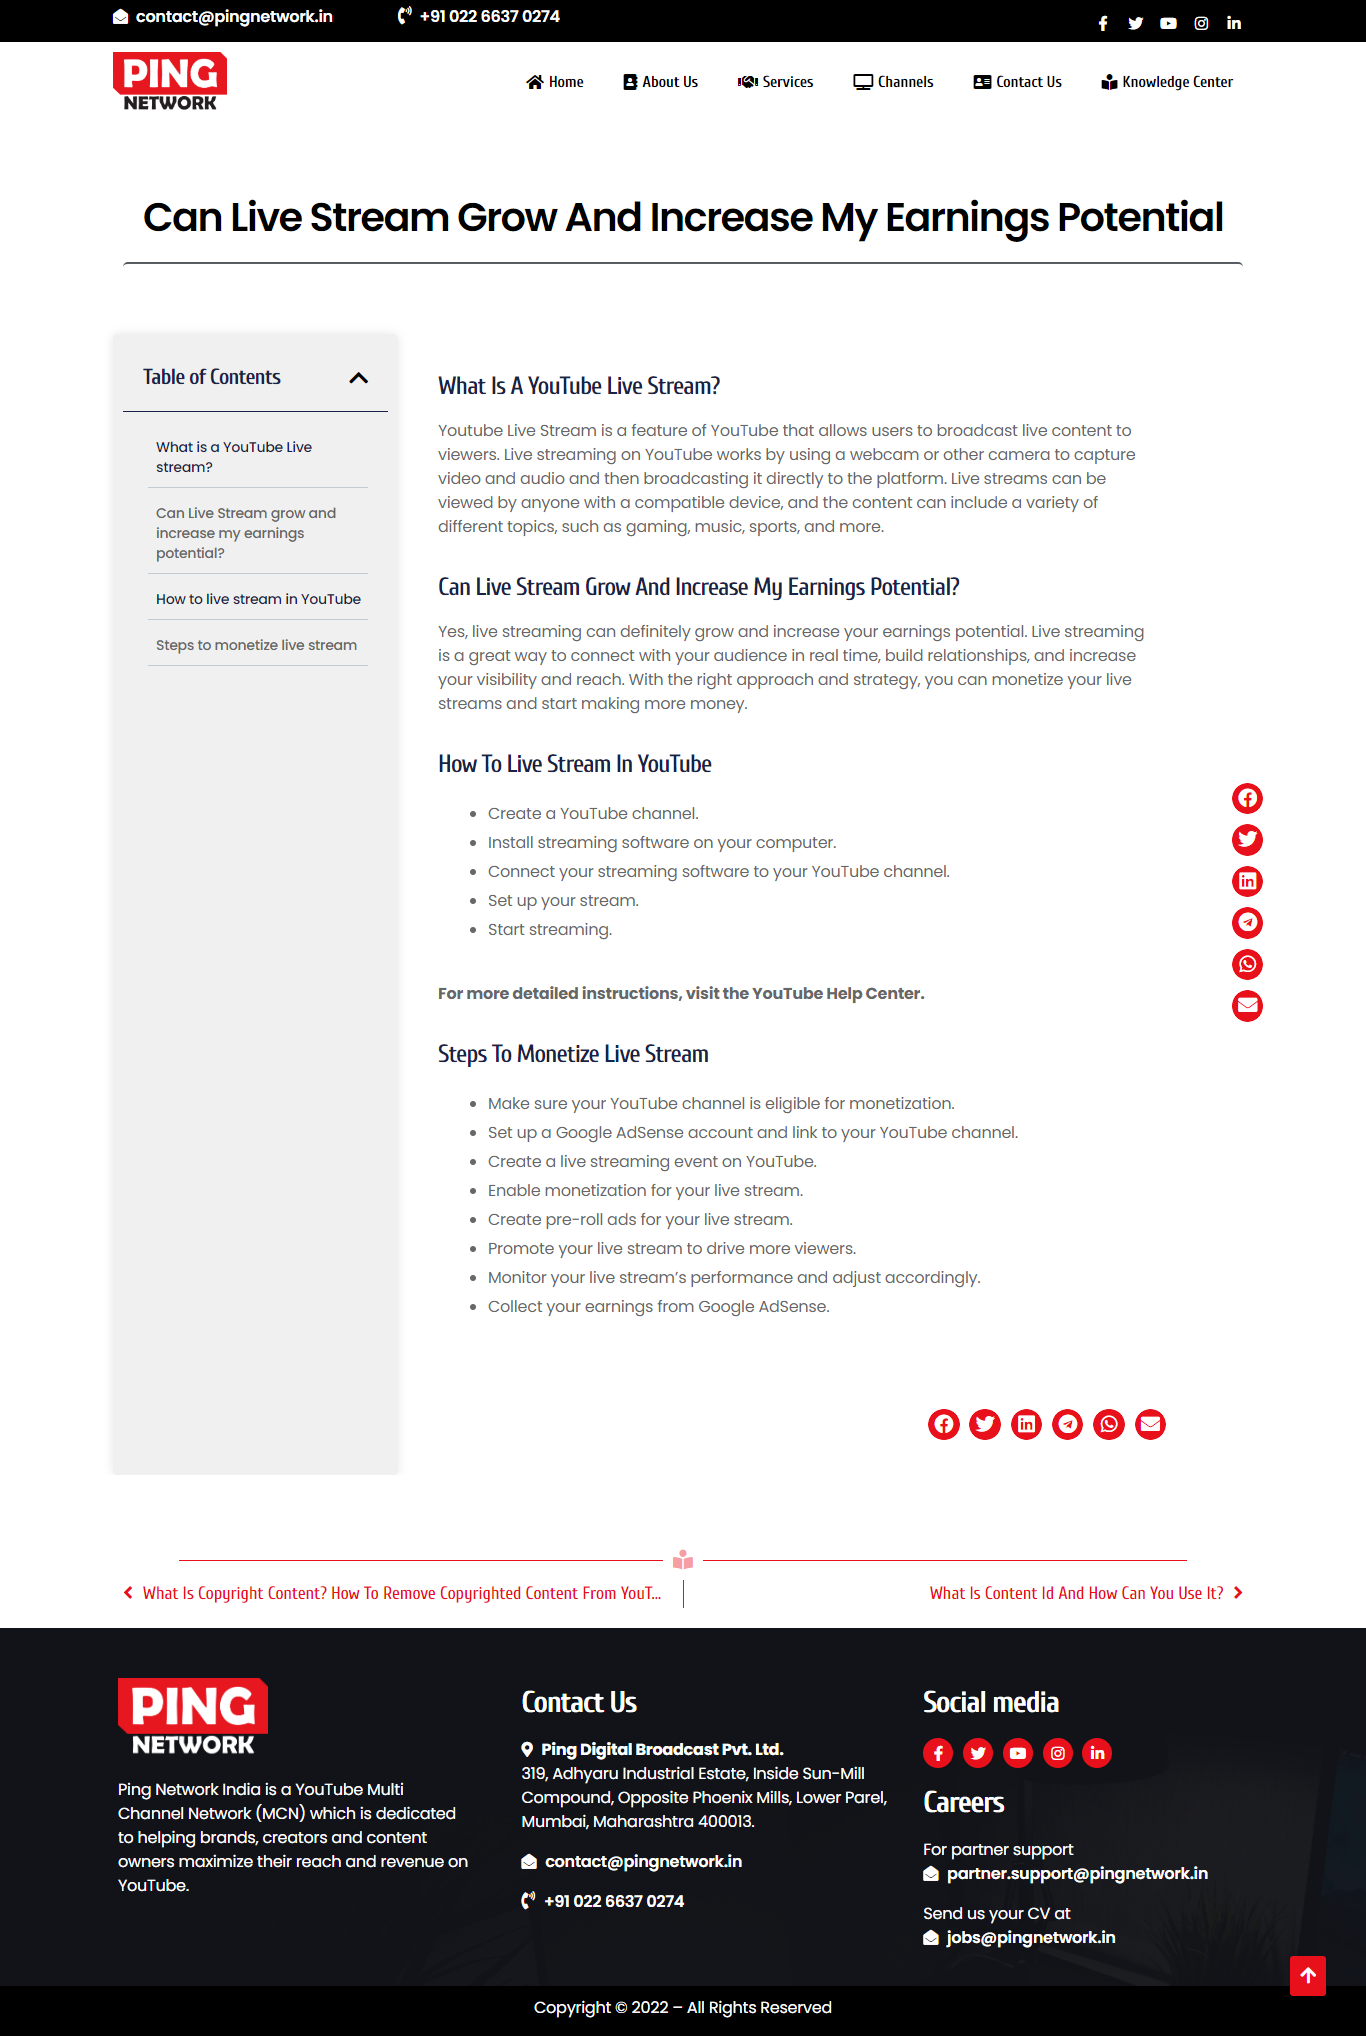 contact@pingnetwork.in
+91 022 6637 0274
PING
NETWORK
Home
About Us
Services
Channels
Contact Us
Knowledge Center
Can Live Stream Grow And Increase My Earnings Potential
Table of Contents
What is a YouTube Live
stream?
Can Live Stream grow and
increase my earnings
potential?
How to live stream in YouTube
Steps to monetize live stream
What Is A YouTube Live Stream?
Youtube Live Stream is a feature of YouTube that allows users to broadcast live content to
viewers. Live streaming on YouTube works by using a webcam or other camera to capture
video and audio and then broadcasting it directly to the platform. Live streams can be
viewed by anyone with a compatible device, and the content can include a variety of
different topics, such as gaming, music, sports, and more.
Can Live Stream Grow And Increase My Earnings Potential?
Yes, live streaming can definitely grow and increase your earnings potential. Live streaming
is a great way to connect with your audience in real time, build relationships, and increase
your visibility and reach. With the right approach and strategy, you can monetize your live
streams and start making more money.
How To Live Stream In YouTube
• Create a YouTube channel.
• Install streaming software on your computer.
• Connect your streaming software to your YouTube channel.
• Set up your stream.
• Start streaming.
For more detailed instructions, visit the YouTube Help Center.
Steps To Monetize Live Stream
• Make sure your YouTube channel is eligible for monetization.
• Set up a Google AdSense account and link to your YouTube channel.
• Create a live streaming event on YouTube.
• Enable monetization for your live stream.
• Create pre-roll ads for your live stream.
• Promote your live stream to drive more viewers.
• Monitor your live stream’s performance and adjust accordingly.
• Collect your earnings from Google AdSense.
What Is Copyright Content? How To Remove Copyrighted Content From YouT...
What Is Content Id And How Can You Use It?
PING
NETWORK
Ping Network India is a YouTube Multi
Channel Network (MCN) which is dedicated
to helping brands, creators and content
owners maximize their reach and revenue on
YouTube.
Contact Us
Ping Digital Broadcast Pvt. Ltd.
319, Adhyaru Industrial Estate, Inside Sun-Mill
Compound, Opposite Phoenix Mills, Lower Parel,
Mumbai, Maharashtra 400013.
contact@pingnetwork.in
+91 022 6637 0274
Social media
Careers
For partner support
partner.support@pingnetwork.in
Send us your CV at
jobs@pingnetwork.in
Copyright © 2022 – All Rights Reserved